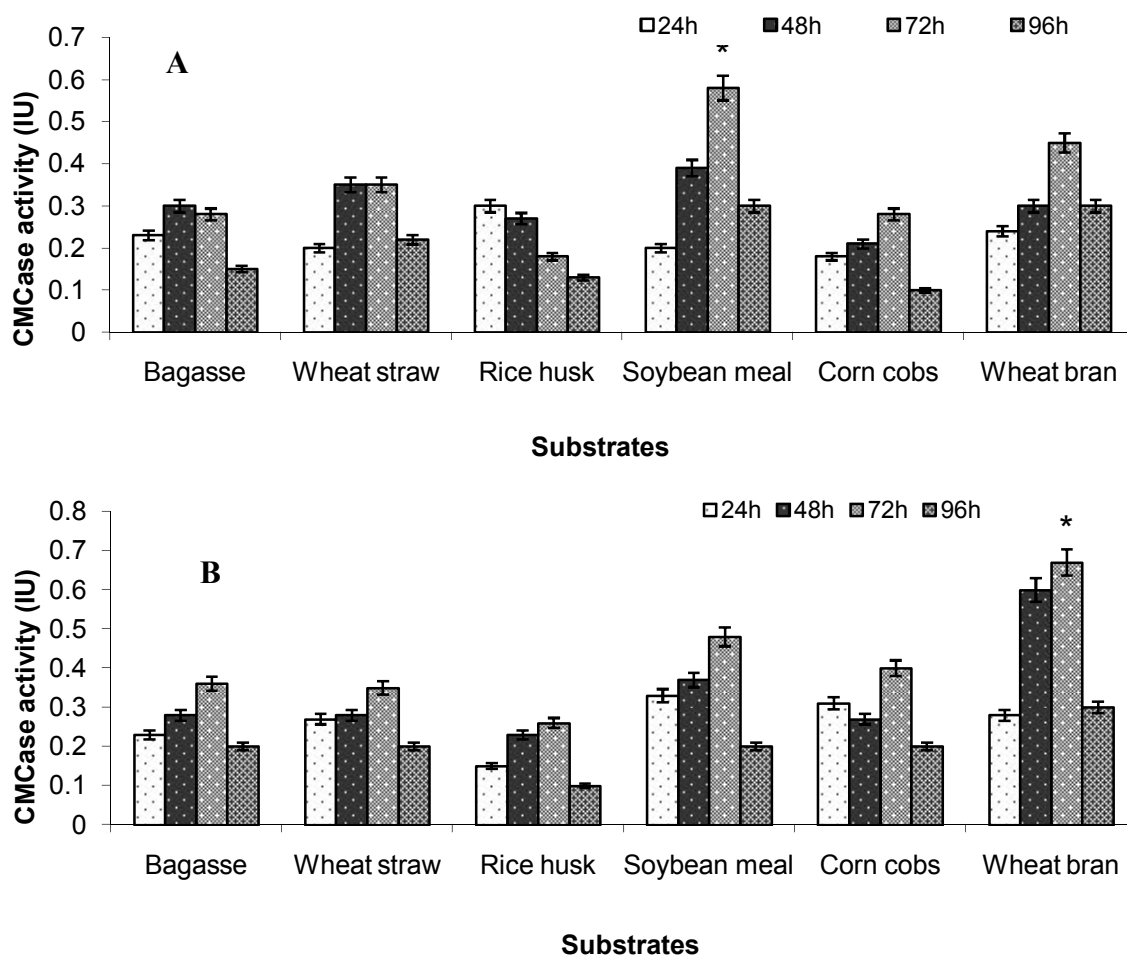 24h 48h 72h 96h
0.7
0.6
0.5
0.4
0.3
0.2
0.1
0
CMCase activity (IU)
A
*
Bagasse Wheat straw Rice husk Soybean meal Corn cobs Wheat bran
Substrates
24h 48h 72h 96h
0.8
0.7
0.6
0.5
0.4
0.3
0.2
0.1
0
CMCase activity (IU)
B
*
Bagasse Wheat straw Rice husk Soybean meal Corn cobs Wheat bran
Substrates